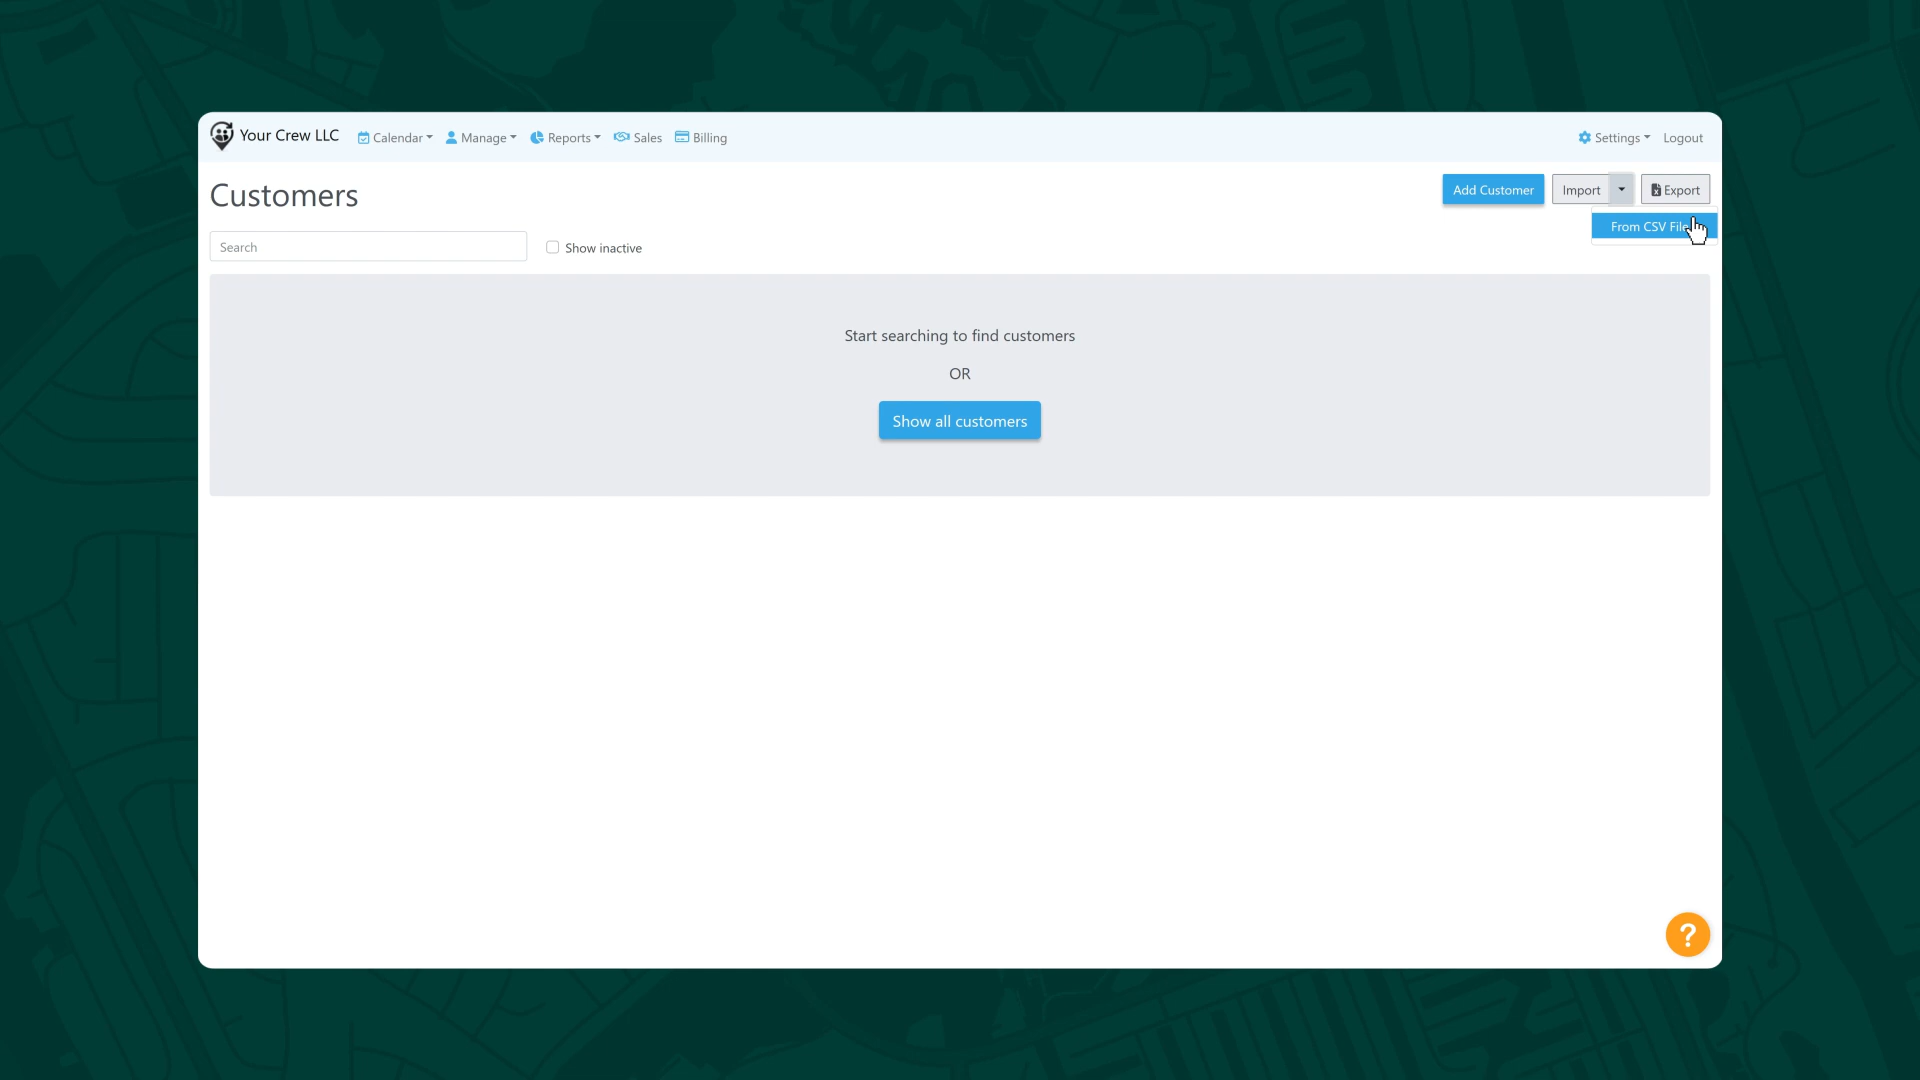 Your Crew LLC Calendar Manage Reports Sales Billing Settings Logout
Customers
Add Customer Import Export
From CSV File
Search Show inactive
Start searching to find customers
OR
Show all customers
?